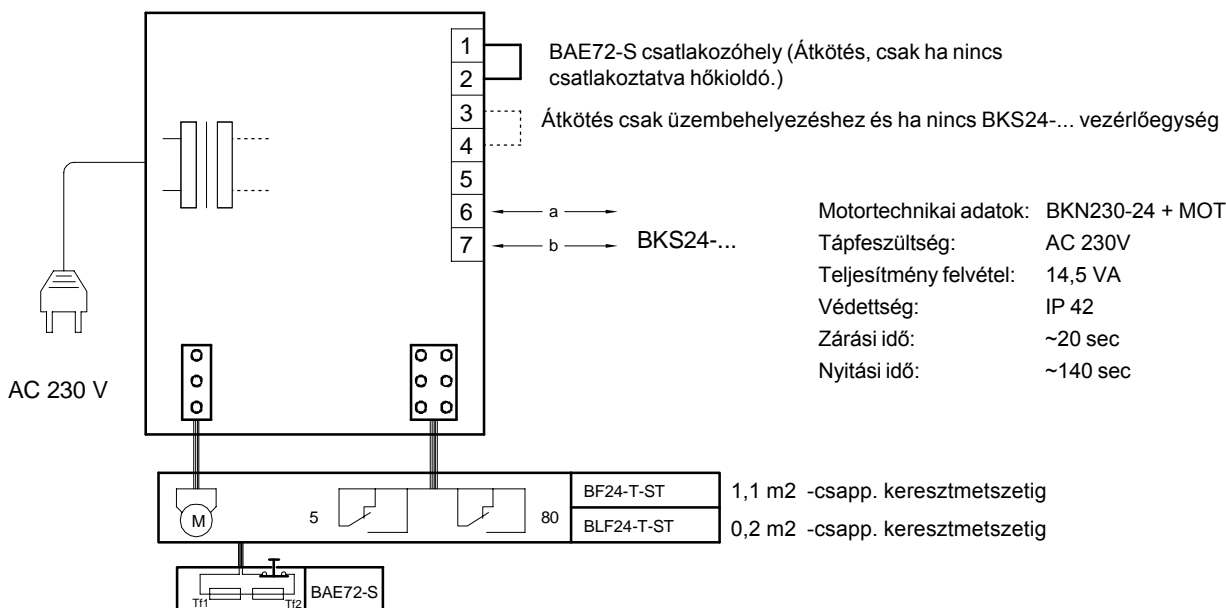 1
2
3
4
5
6
7
BAE72-S csatlakozóhely (Átkötés, csak ha nincs
csatlakoztatva hőkioldó.)
Átkötés csak üzembehelyezéshez és ha nincs BKS24-... vezérlőegység
a
b
BKS24-...
Motortechnikai adatok: BKN230-24 + MOT
Tápfeszültség: AC 230V
Teljesítmény felvétel: 14,5 VA
Védettség: IP 42
Zárási idő: ~20 sec
Nyitási idő: ~140 sec
AC 230 V
M
5
80
BF24-T-ST 1,1 m2 -csapp. keresztmetszetig
BLF24-T-ST 0,2 m2 -csapp. keresztmetszetig
Tf1
Tf2
BAE72-S